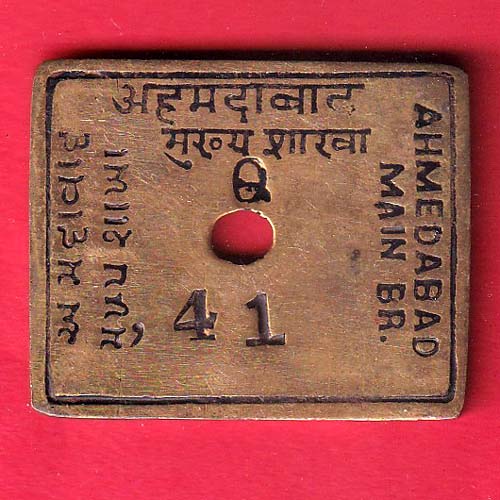 अहमदाबाद
मुख्य शाखा
અમદાવાદ
મુખ્ય શાખા
AHMEDABAD
MAIN BR.
41